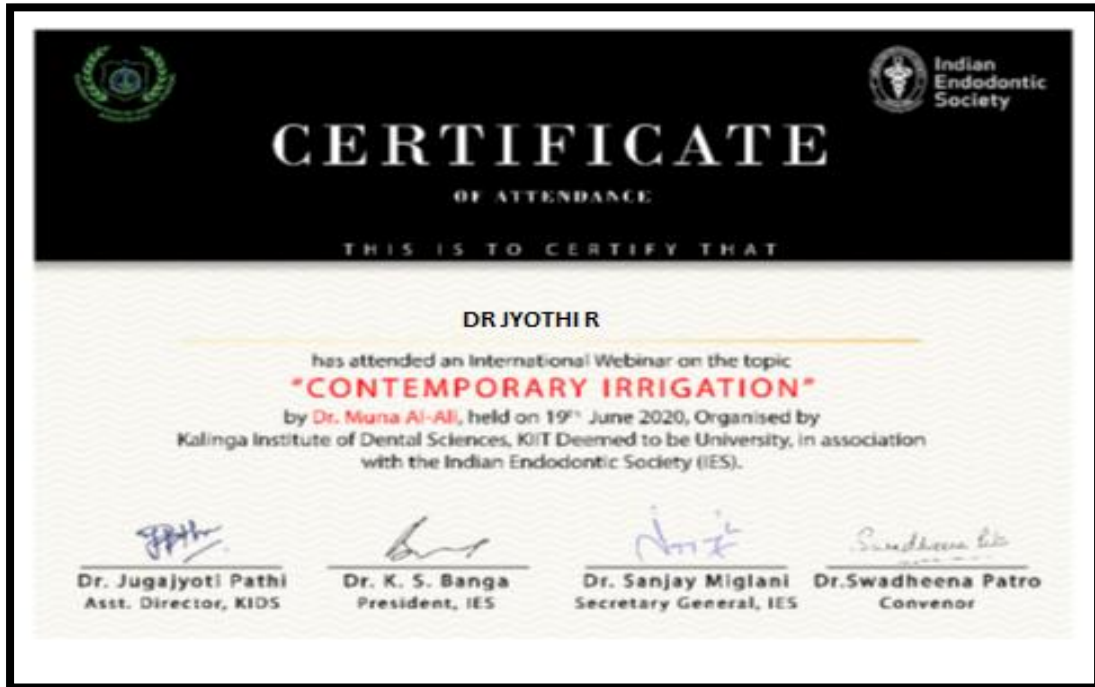 Indian
Endodontic
Society
CERTIFICATE
OF ATTENDANCE
THIS IS TO CERTIFY THAT
DR JYOTHI R
has attended an International Webinar on the topic
"CONTEMPORARY IRRIGATION"
by Dr. Muna Al-Ali, held on 19th June 2020, Organised by
Kalinga Institute of Dental Sciences, KIIT Deemed to be University, in association
with the Indian Endodontic Society (IES).
Dr. Jugajyoti Pathi
Asst. Director, KIDS
Dr. K. S. Banga
President, IES
Dr. Sanjay Miglani
Secretary General, IES
Dr.Swadheena Patro
Convenor